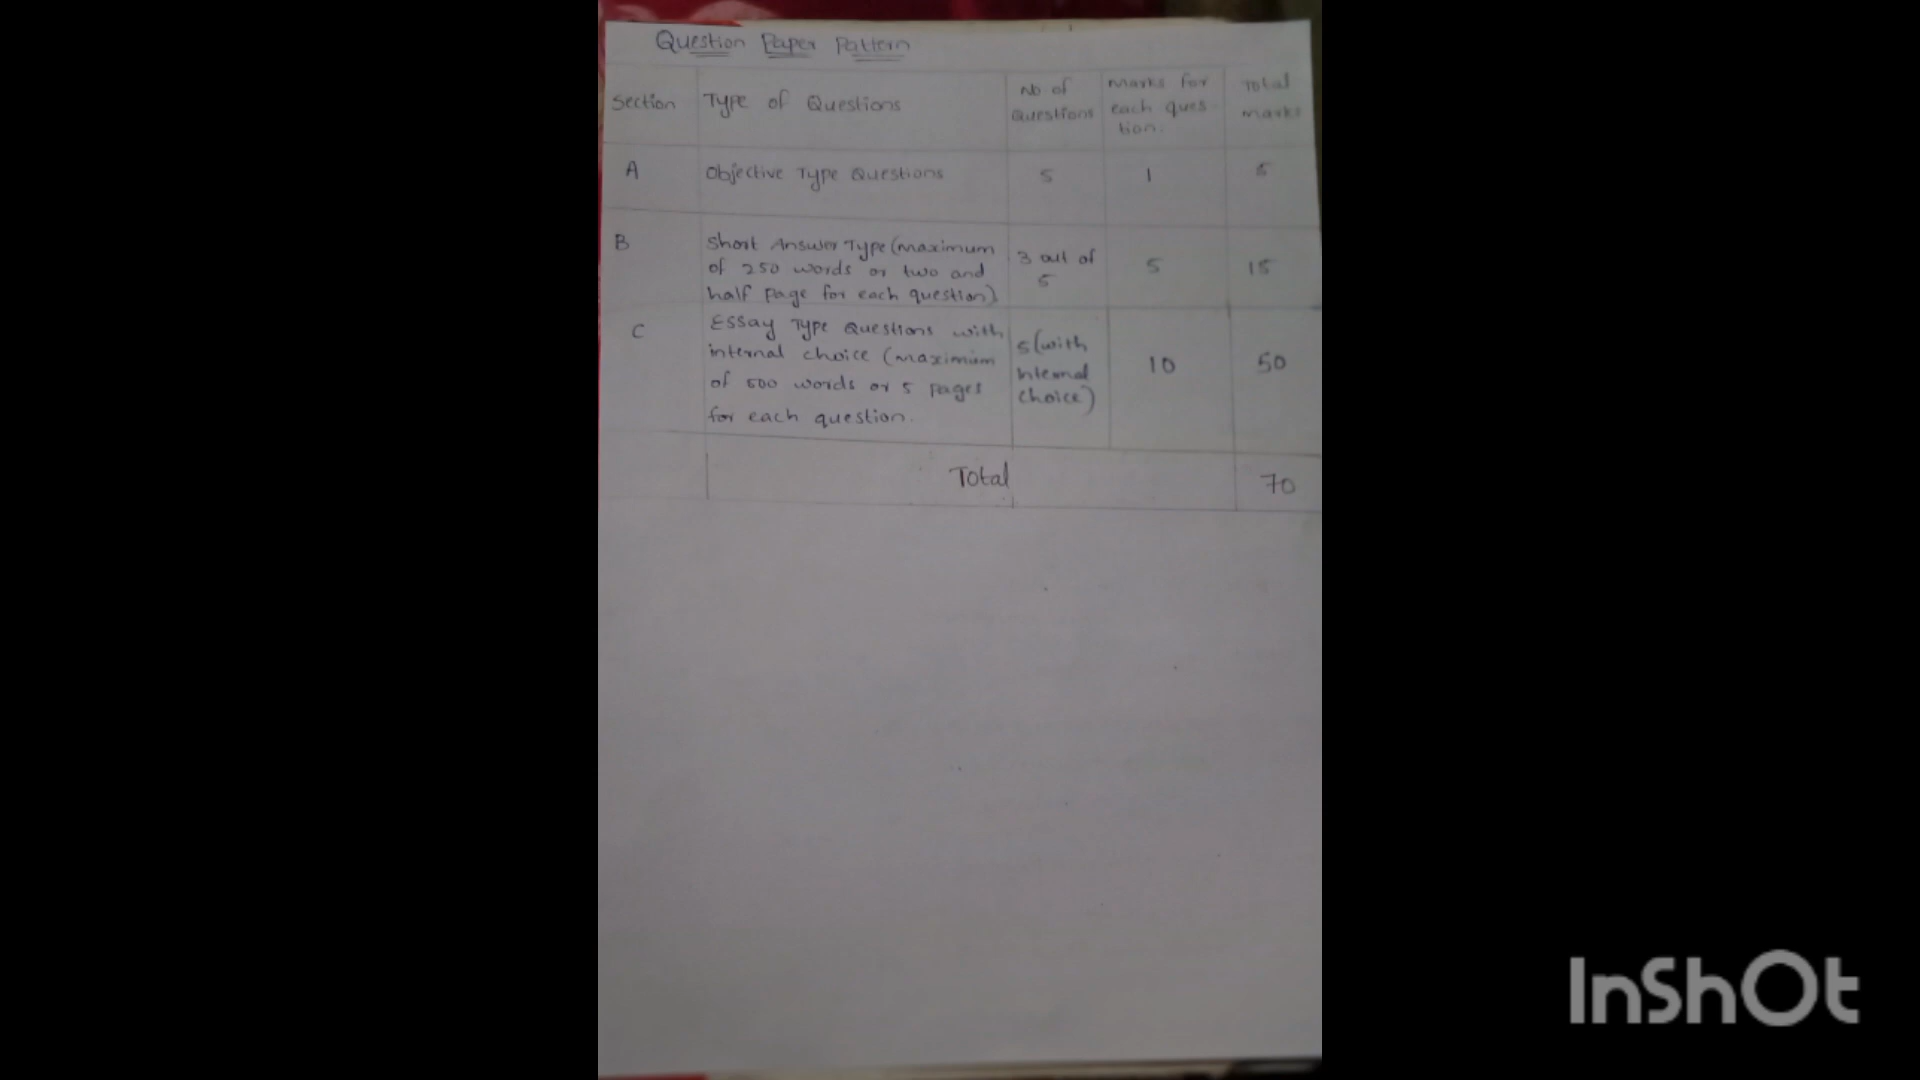 Question Paper Pattern
Section Type of Questions No of Questions Marks for each ques-tion. Total marks
A Objective Type Questions 5 1 5
B Short Answer Type (Maximum of 250 words or two and half page for each question) 3 out of 5 5 15
C Essay Type Questions with internal choice (Maximum of 500 words or 5 pages for each question. 5 (with Internal choice) 10 50
Total 70
InShOt